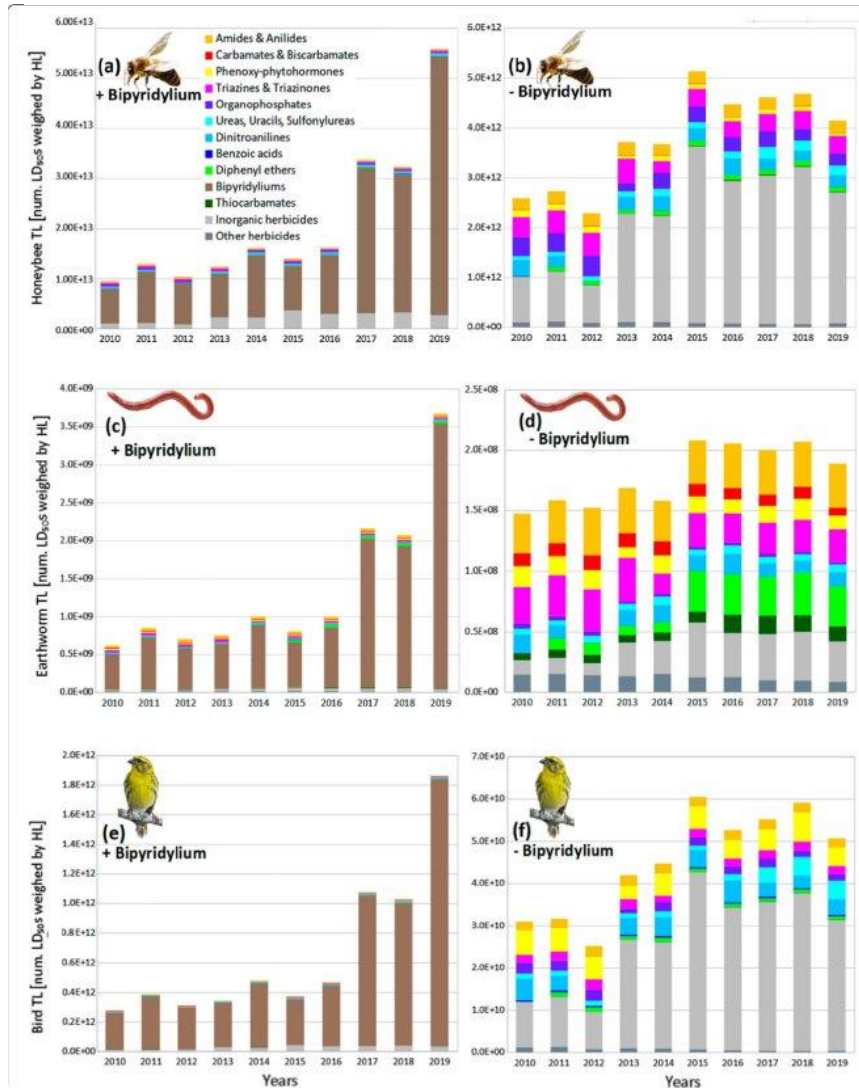 6.00E+13
5.00E+13
4.00E+13
3.00E+13
2.00E+13
1.00E+13
0.00E+00
Honeybee TL [num. LD50s weighed by HL]
(a)
+ Bipyridylium
Amides & Anilides
Carbamates & Biscarbamates
Phenoxy-phytohormones
Triazines & Triazinones
Organophosphates
Ureas, Uracils, Sulfonylureas
Dinitroanilines
Benzoic acids
Diphenyl ethers
Bipyridyliums
Thiocarbamates
Inorganic herbicides
Other herbicides
2010 2011 2012 2013 2014 2015 2016 2017 2018 2019
6.0E+12
5.0E+12
4.0E+12
3.0E+12
2.0E+12
1.0E+12
0.0E+00
(b)
- Bipyridylium
2010 2011 2012 2013 2014 2015 2016 2017 2018 2019
4.0E+09
3.5E+09
3.0E+09
2.5E+09
2.0E+09
1.5E+09
1.0E+09
0.5E+09
0.0E+00
Earthworm TL [num. LD50s weighed by HL]
(c)
+ Bipyridylium
2010 2011 2012 2013 2014 2015 2016 2017 2018 2019
2.5E+08
2.0E+08
1.5E+08
1.0E+08
0.5E+08
0.0E+00
(d)
- Bipyridylium
2010 2011 2012 2013 2014 2015 2016 2017 2018 2019
2.0E+12
1.8E+12
1.6E+12
1.4E+12
1.2E+12
1.0E+12
0.8E+12
0.6E+12
0.4E+12
0.2E+12
0.0E+00
Bird TL [num. LD50s weighed by HL]
(e)
+ Bipyridylium
2010 2011 2012 2013 2014 2015 2016 2017 2018 2019
Years
7.0E+10
6.0E+10
5.0E+10
4.0E+10
3.0E+10
2.0E+10
1.0E+10
0.0E+00
(f)
- Bipyridylium
2010 2011 2012 2013 2014 2015 2016 2017 2018 2019
Years